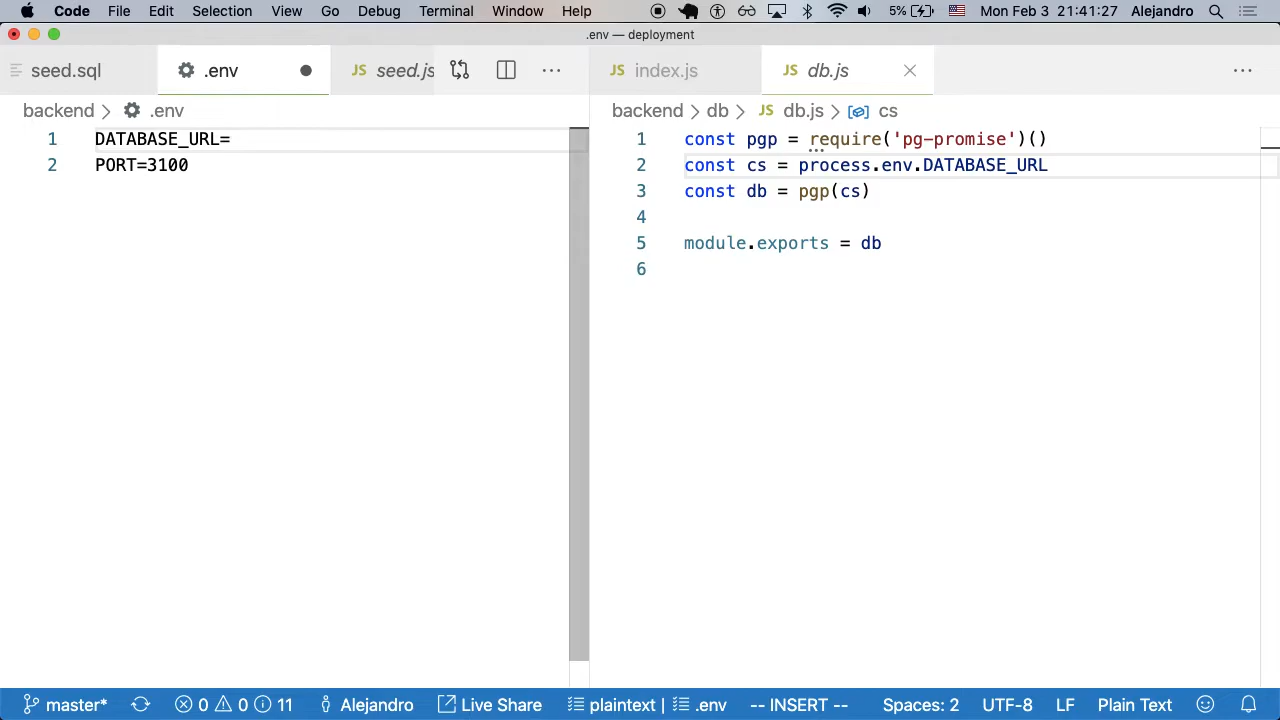 Code File Edit Selection View Go Debug Terminal Window Help 5% Mon Feb 3 21:41:27 Alejandro
.env — deployment
seed.sql .env JS seed.js JS index.js JS db.js
backend > .env
backend > db > JS db.js > cs
1 DATABASE_URL=
2 PORT=3100
1 const pgp = require('pg-promise')()
2 const cs = process.env.DATABASE_URL
3 const db = pgp(cs)
4
5 module.exports = db
6
master* 0 0 11 Alejandro Live Share plaintext | .env -- INSERT -- Spaces: 2 UTF-8 LF Plain Text